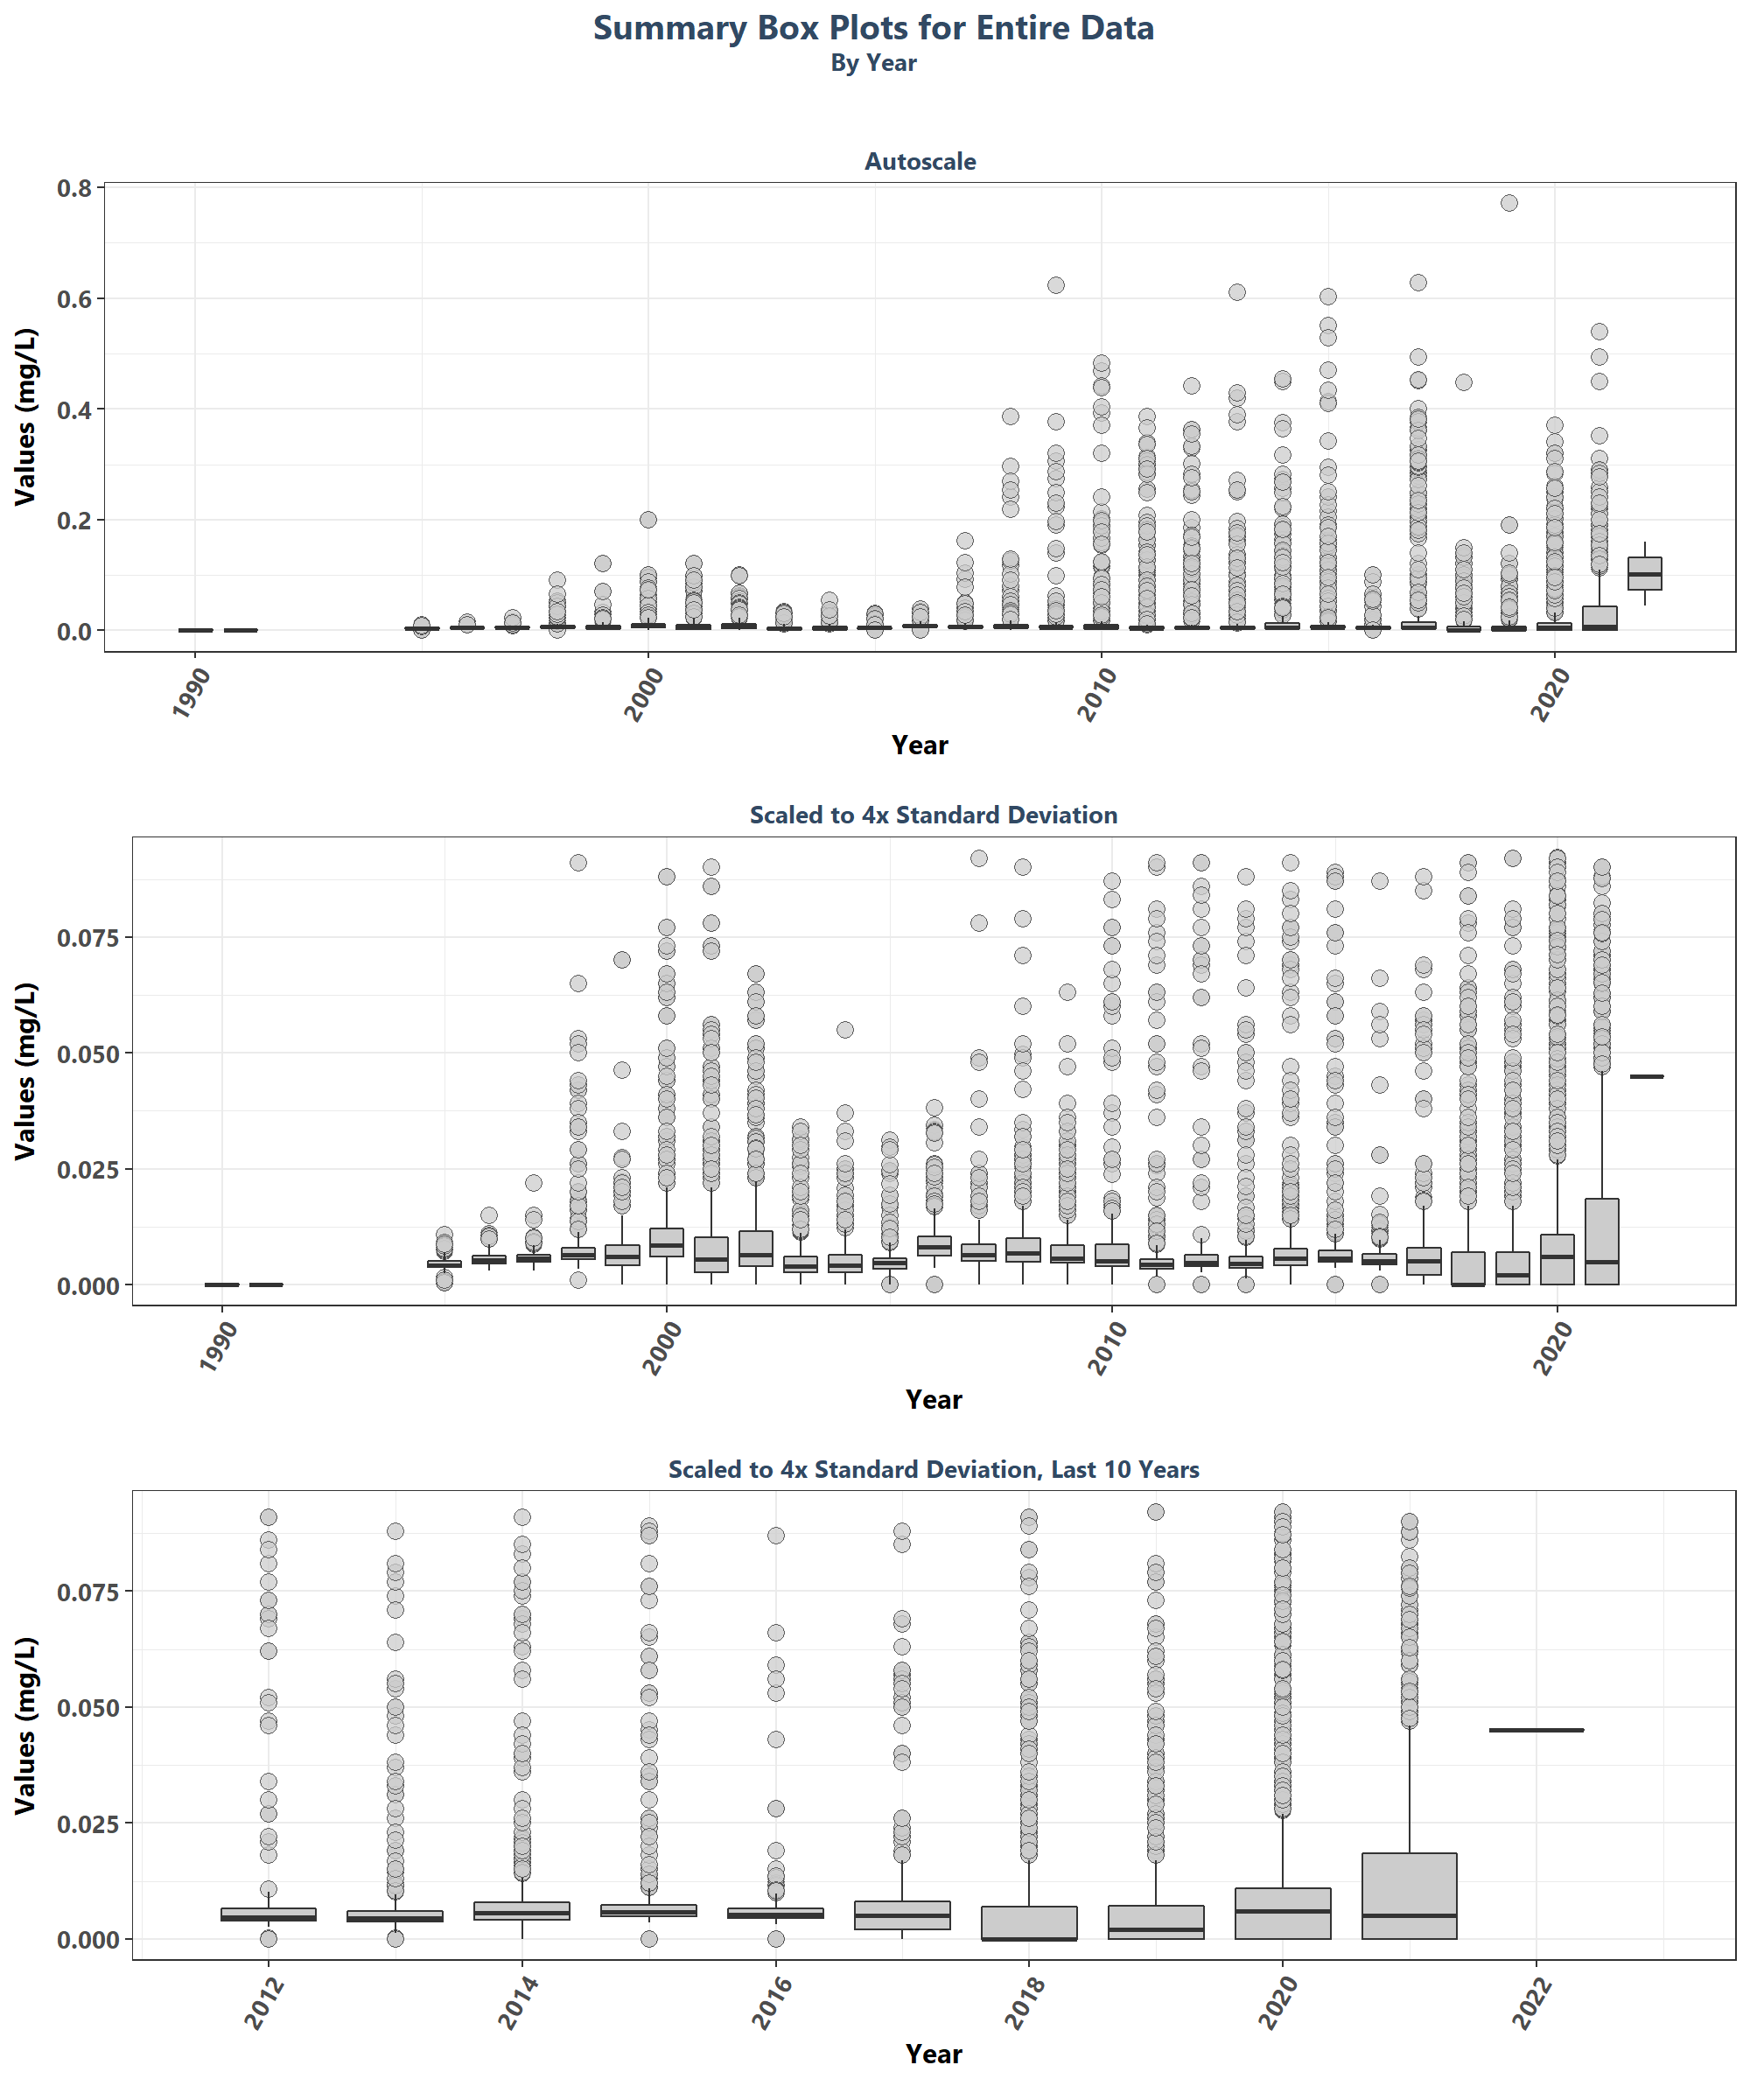 Summary Box Plots for Entire Data
By Year
Autoscale
Values (mg/L)
0.8
0.6
0.4
0.2
0.0
1990
2000
2010
2020
Year
Scaled to 4x Standard Deviation
Values (mg/L)
0.075
0.050
0.025
0.000
1990
2000
2010
2020
Year
Scaled to 4x Standard Deviation, Last 10 Years
Values (mg/L)
0.075
0.050
0.025
0.000
2012
2014
2016
2018
2020
2022
Year